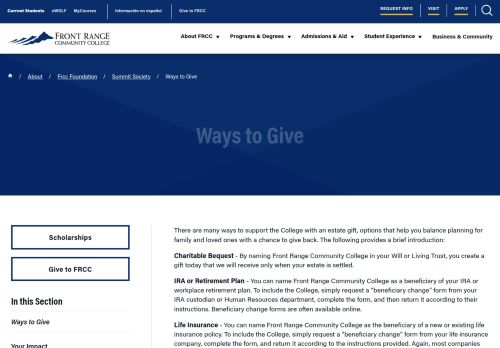 Current Students eWOLF MyCourses Información en español Give to FRCC REQUEST INFO VISIT APPLY
FRONT RANGE
COMMUNITY COLLEGE
About FRCC Programs & Degrees Admissions & Aid Student Experience Business & Community
/ About / Frcc Foundation / Summit Society / Ways to Give
Ways to Give
Scholarships
Give to FRCC
In this Section
Ways to Give
Your Impact
There are many ways to support the College with an estate gift, options that help you balance planning for
family and loved ones with a chance to give back. The following provides a brief introduction:
Charitable Bequest - By naming Front Range Community College in your Will or Living Trust, you create a
gift today that we will receive only when your estate is settled.
IRA or Retirement Plan - You can name Front Range Community College as a beneficiary of your IRA or
workplace retirement plan. To include the College, simply request a "beneficiary change" form from your
IRA custodian or Human Resources department, complete the form, and then return it according to their
instructions. Beneficiary change forms are often available online.
Life Insurance - You can name Front Range Community College as the beneficiary of a new or existing life
insurance policy. To include the College, simply request a "beneficiary change" form from your life insurance
company, complete the form, and return it according to the instructions provided. Again, most companies